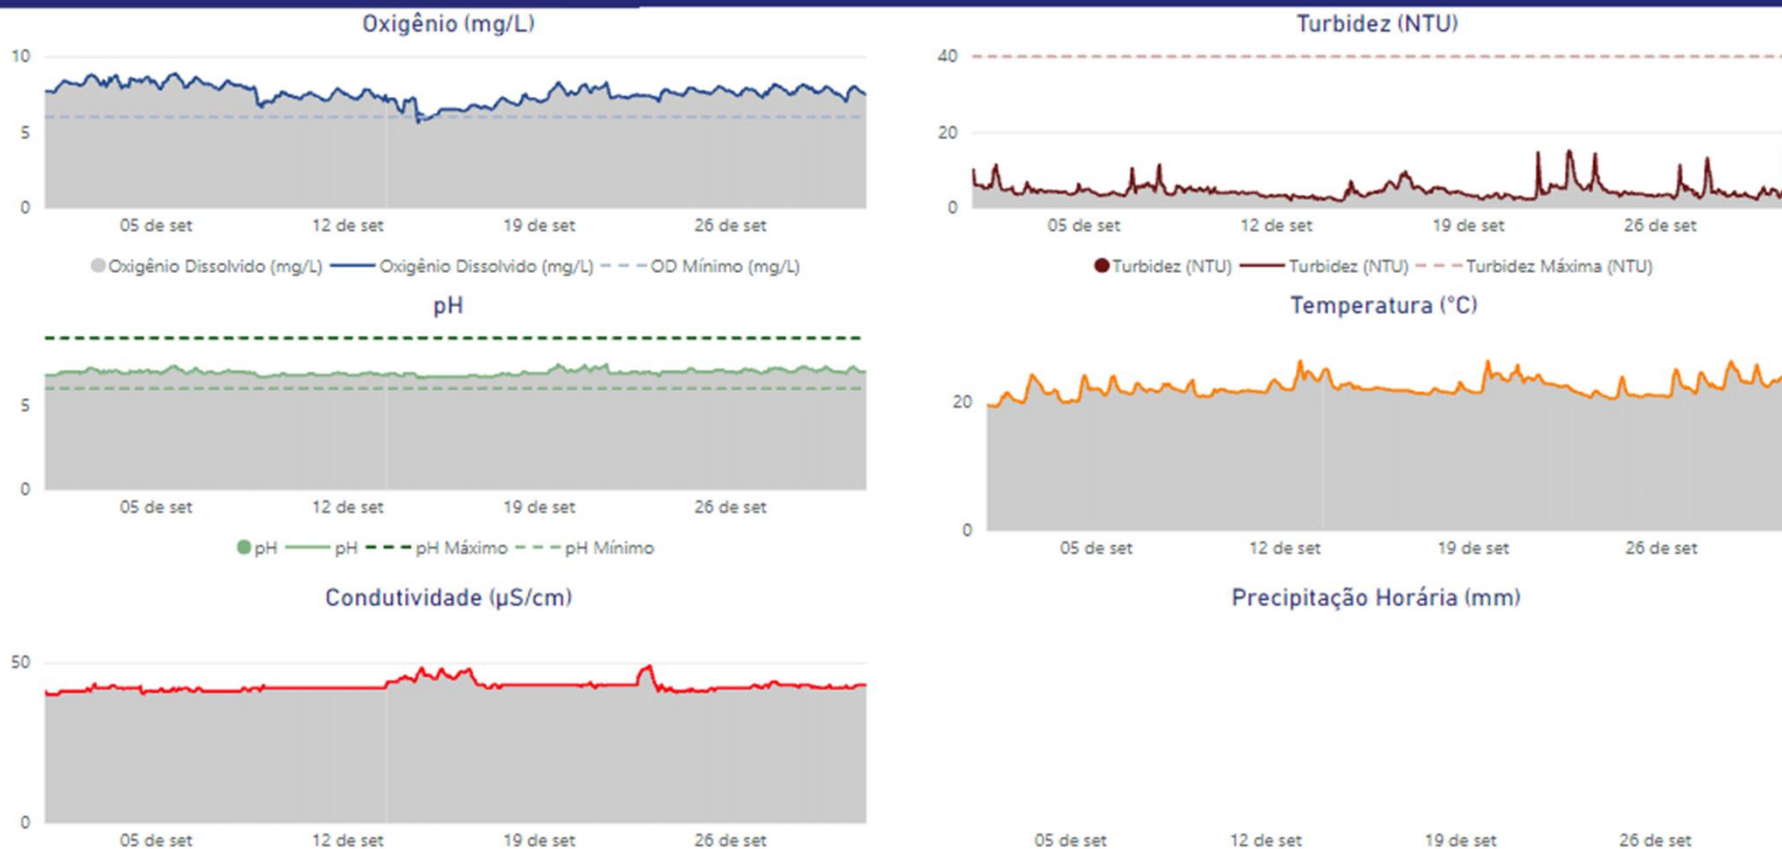 Oxigênio (mg/L)
10
5
0
05 de set 12 de set 19 de set 26 de set
Oxigênio Dissolvido (mg/L) Oxigênio Dissolvido (mg/L) OD Mínimo (mg/L)
Turbidez (NTU)
40
20
0
05 de set 12 de set 19 de set 26 de set
Turbidez (NTU) Turbidez (NTU) Turbidez Máxima (NTU)
pH
5
0
05 de set 12 de set 19 de set 26 de set
pH pH pH Máximo pH Mínimo
Temperatura (°C)
20
0
05 de set 12 de set 19 de set 26 de set
Condutividade (µS/cm)
50
0
05 de set 12 de set 19 de set 26 de set
Precipitação Horária (mm)
05 de set 12 de set 19 de set 26 de set